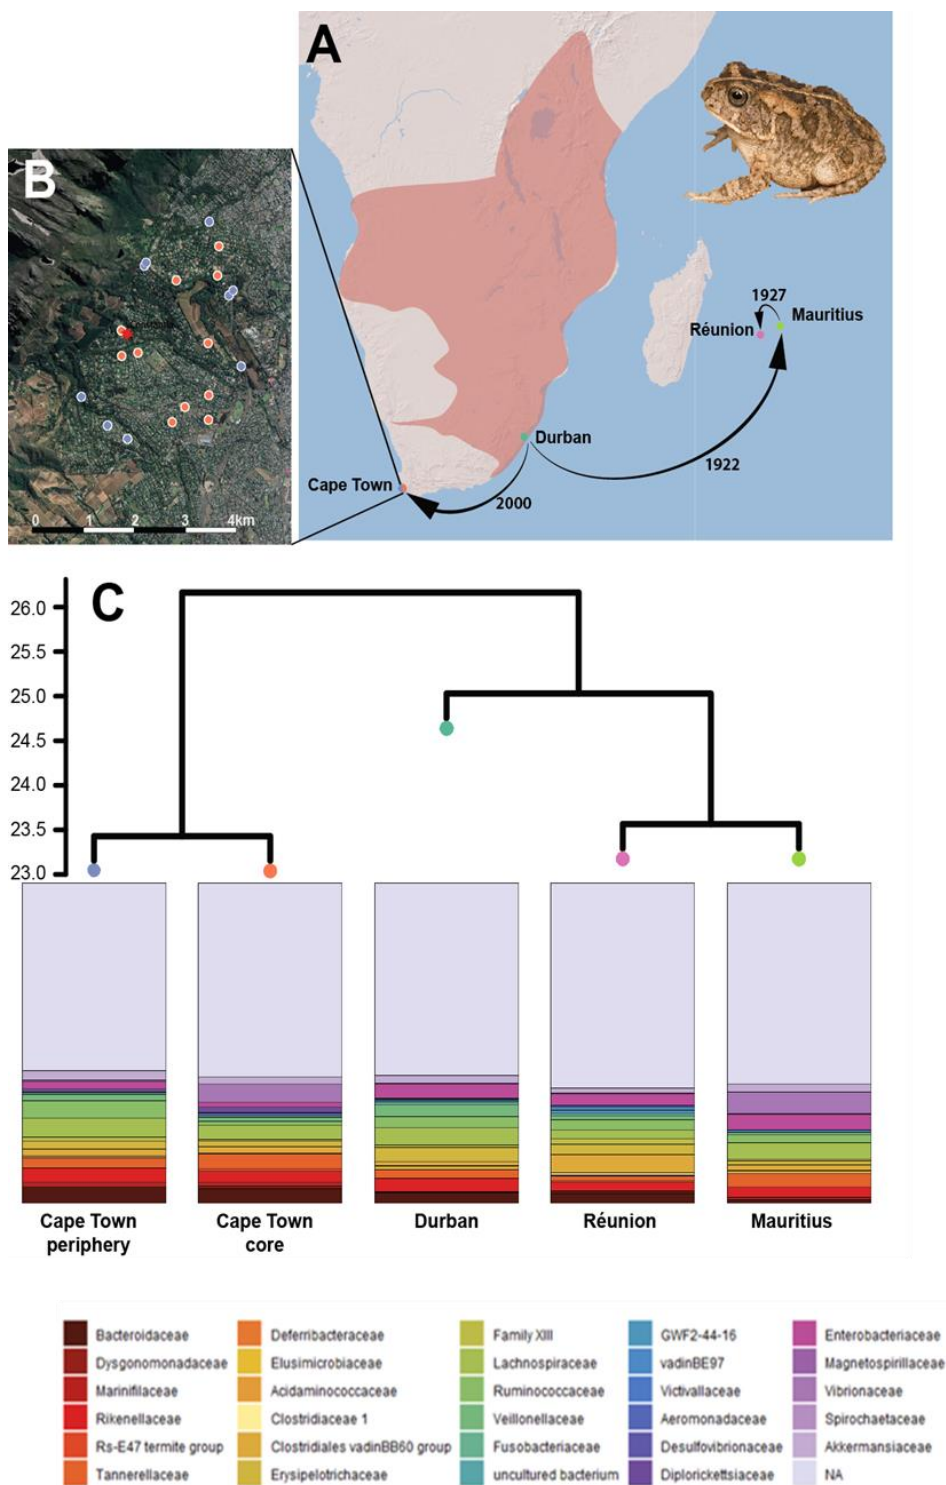 A
B
1927
Mauritius
Réunion
Durban
1922
Cape Town
2000
0 1 2 3 4km
C
26.0
25.5
25.0
24.5
24.0
23.5
23.0
Cape Town
periphery
Cape Town
core
Durban
Réunion
Mauritius
Bacteroidaceae
Dysgonomonadaceae
Marinifilaceae
Rikenellaceae
Rs-E47 termite group
Tannerellaceae
Deferribacteraceae
Elusimicrobiaceae
Acidaminococcaceae
Clostridiaceae 1
Clostridiales vadinBB60 group
Erysipelotrichaceae
Family XIII
Lachnospiraceae
Ruminococcaceae
Veillonellaceae
Fusobacteriaceae
uncultured bacterium
GWF2-44-16
vadinBE97
Victivallaceae
Aeromonadaceae
Desulfovibrionaceae
Diplorickettsiaceae
Enterobacteriaceae
Magnetospirillaceae
Vibrionaceae
Spirochaetaceae
Akkermansiaceae
NA